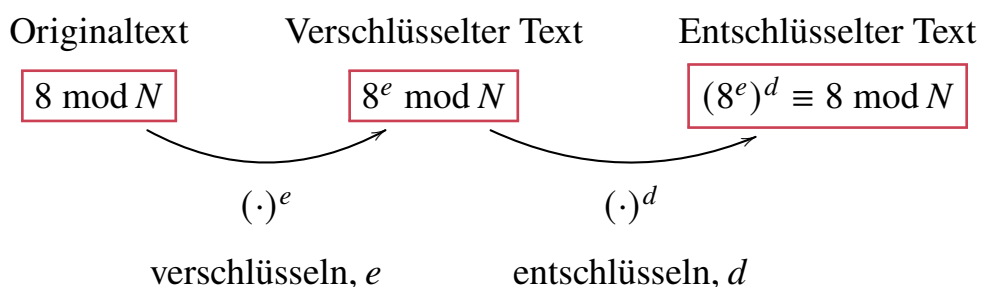 Originaltext Verschlüsselter Text Entschlüsselter Text
8 mod N 8^e mod N (8^e)^d ≡ 8 mod N
(·)^e (·)^d
verschlüsseln, e entschlüsseln, d